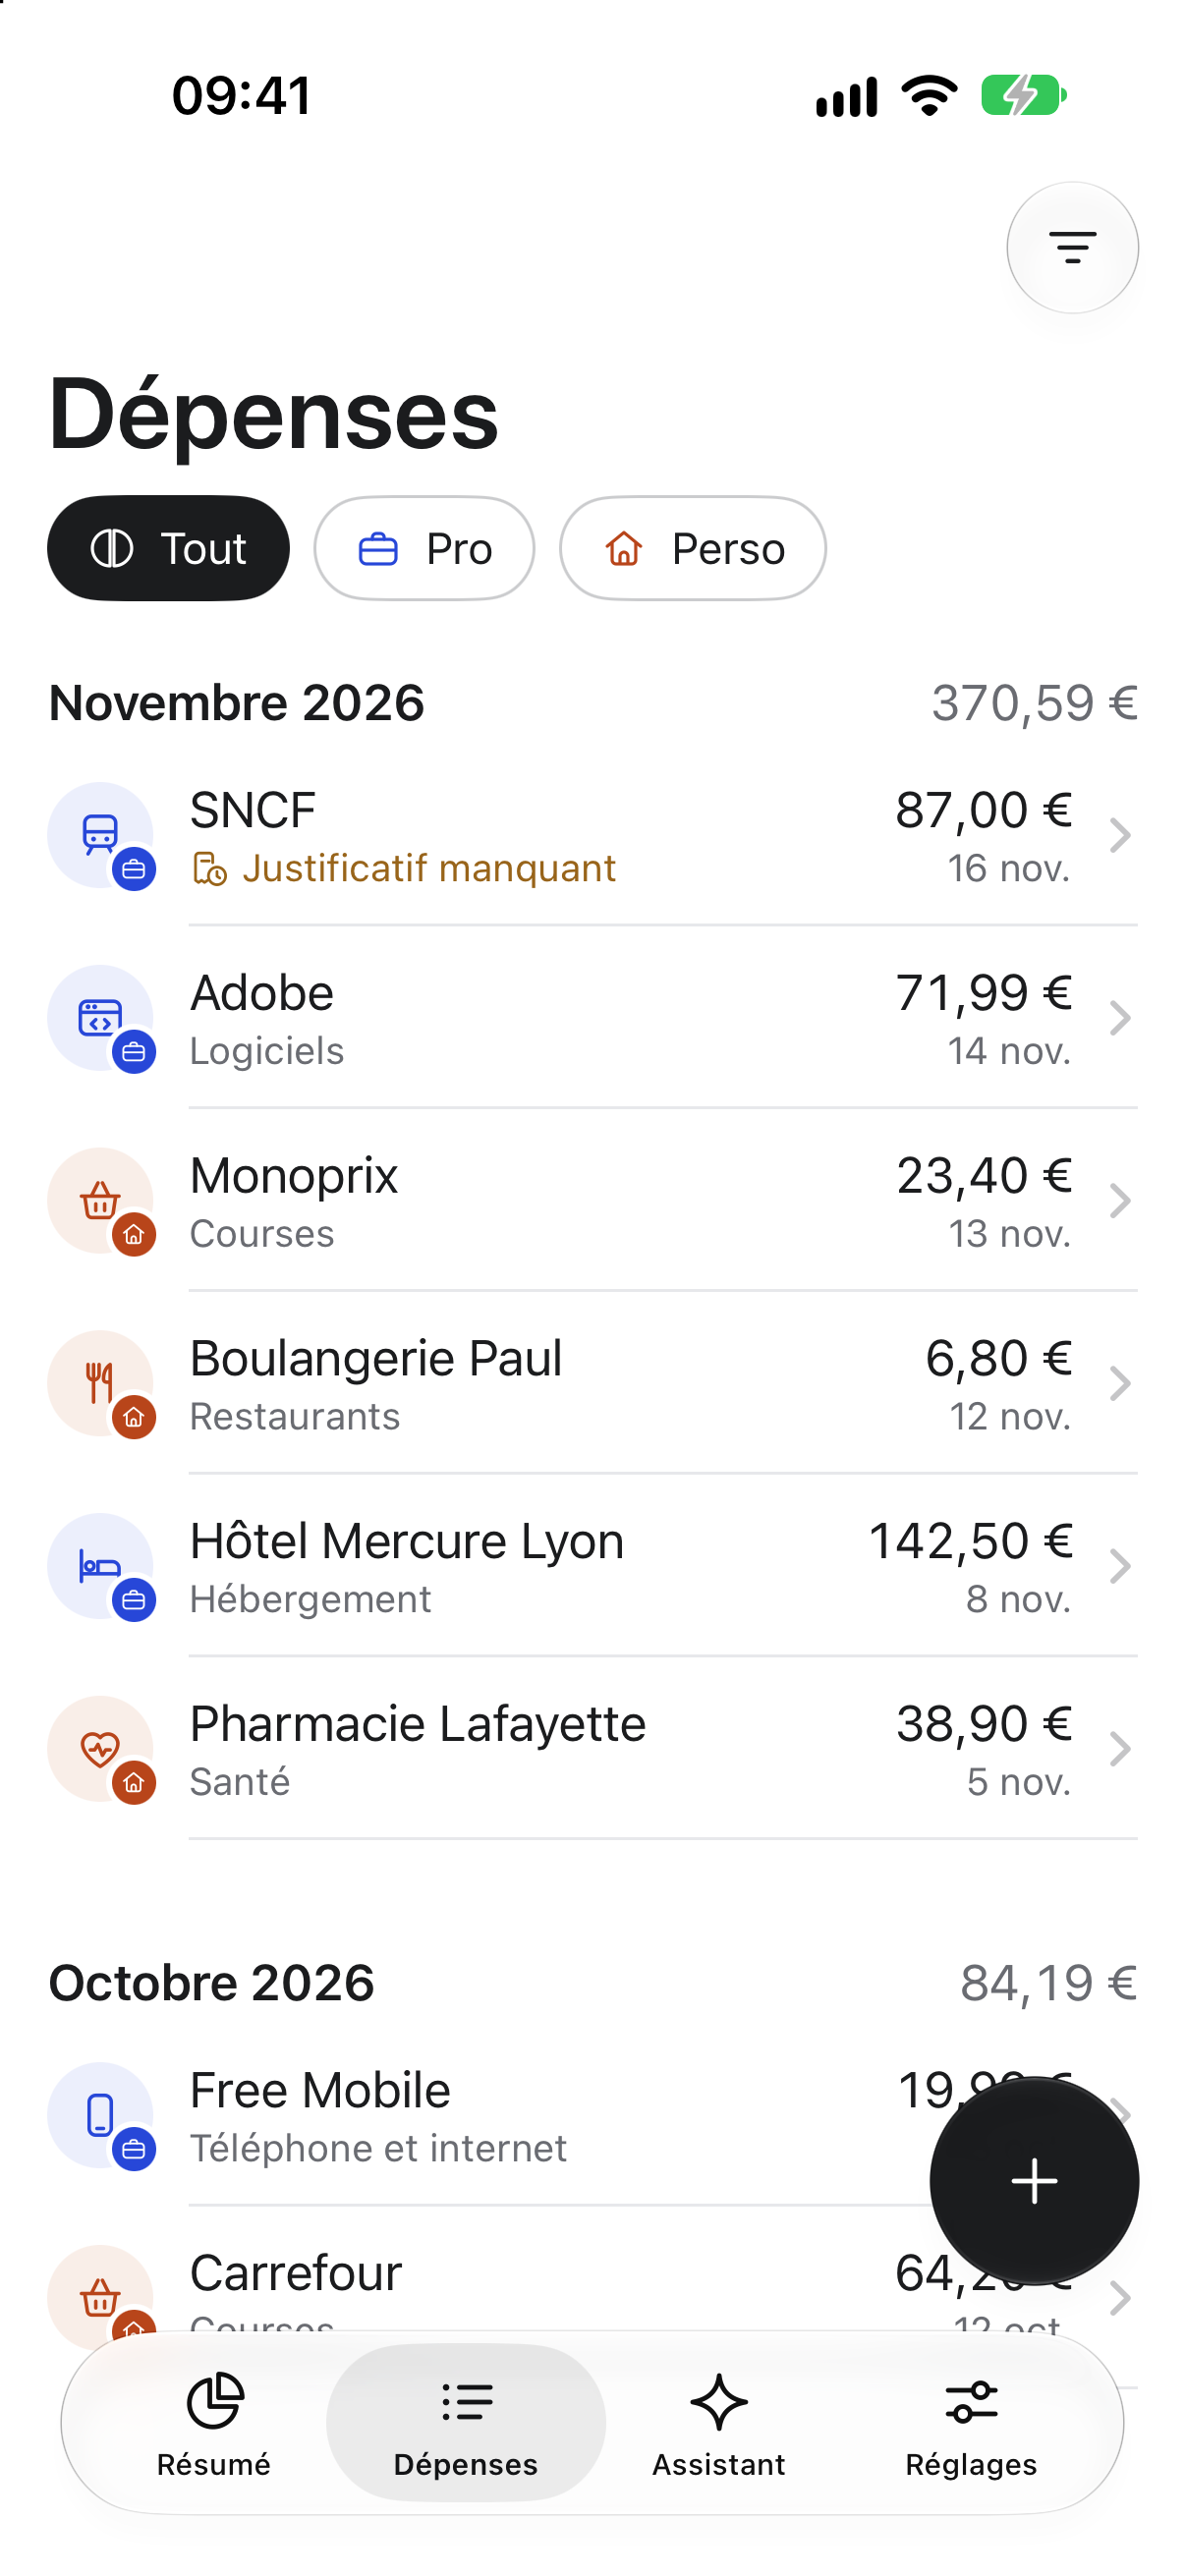 09:41
Dépenses
Tout Pro Perso
Novembre 2026 370,59 €
SNCF 87,00 €
Justificatif manquant 16 nov.
Adobe 71,99 €
Logiciels 14 nov.
Monoprix 23,40 €
Courses 13 nov.
Boulangerie Paul 6,80 €
Restaurants 12 nov.
Hôtel Mercure Lyon 142,50 €
Hébergement 8 nov.
Pharmacie Lafayette 38,90 €
Santé 5 nov.
Octobre 2026 84,19 €
Free Mobile
Téléphone et internet
Carrefour
Courses 12 oct.
Résumé Dépenses Assistant Réglages